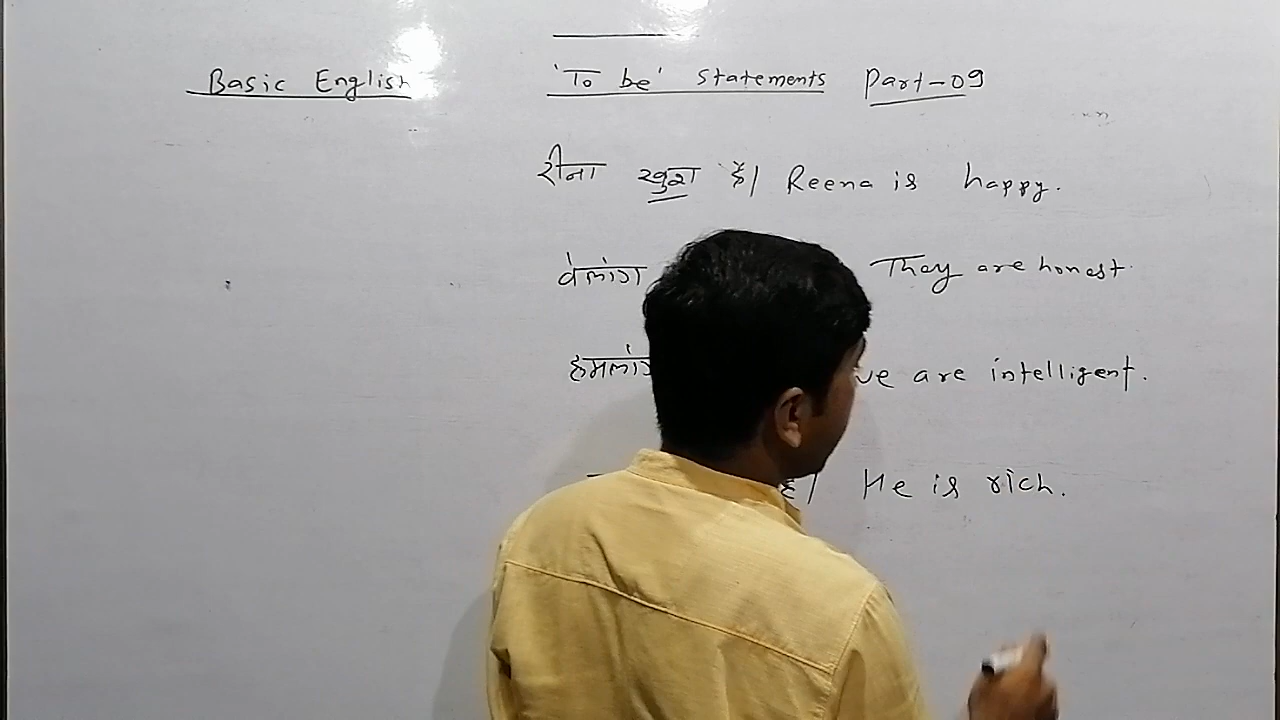 Basic English 'To be' Statements Part-09
रीना खुश है। Reena is happy.
वेलोग They are honest.
हमलोग we are intelligent.
है। He is rich.